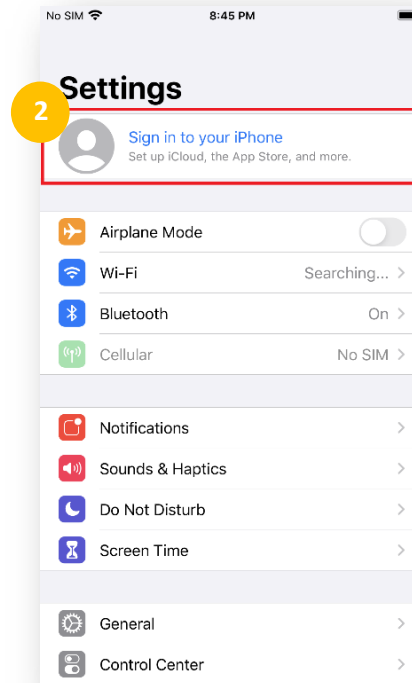 No SIM 8:45 PM
Settings
2
Sign in to your iPhone
Set up iCloud, the App Store, and more.
Airplane Mode
Wi-Fi Searching...
Bluetooth On
Cellular No SIM
Notifications
Sounds & Haptics
Do Not Disturb
Screen Time
General
Control Center